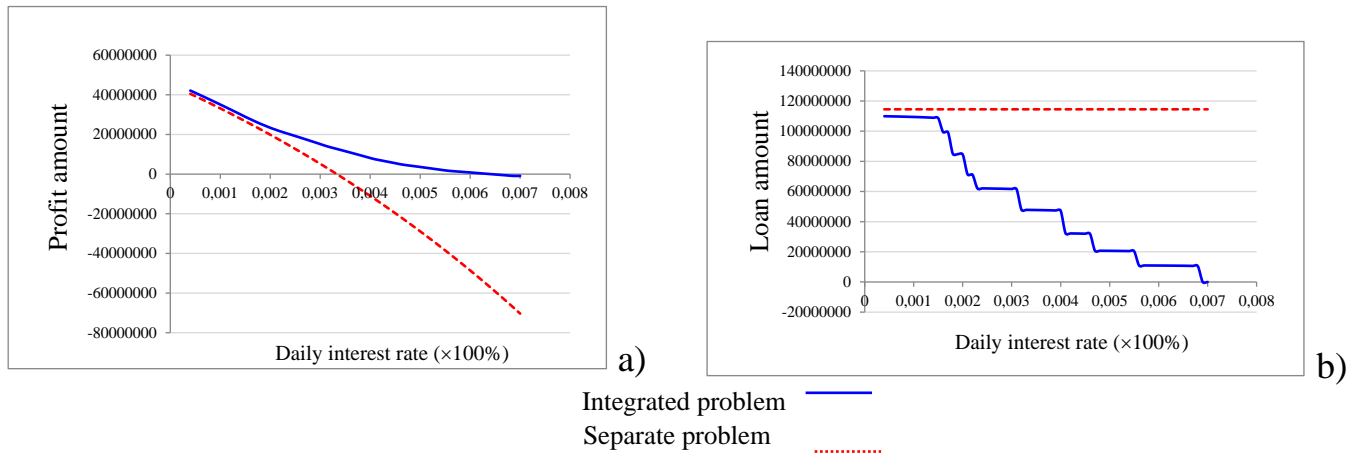 60000000
40000000
20000000
0
-20000000
-40000000
-60000000
-80000000
0 0,001 0,002 0,003 0,004 0,005 0,006 0,007 0,008
Profit amount
Daily interest rate (×100%)
a)
140000000
120000000
100000000
80000000
60000000
40000000
20000000
0
-20000000
0 0,001 0,002 0,003 0,004 0,005 0,006 0,007 0,008
Loan amount
Daily interest rate (×100%)
b)
Integrated problem
Separate problem